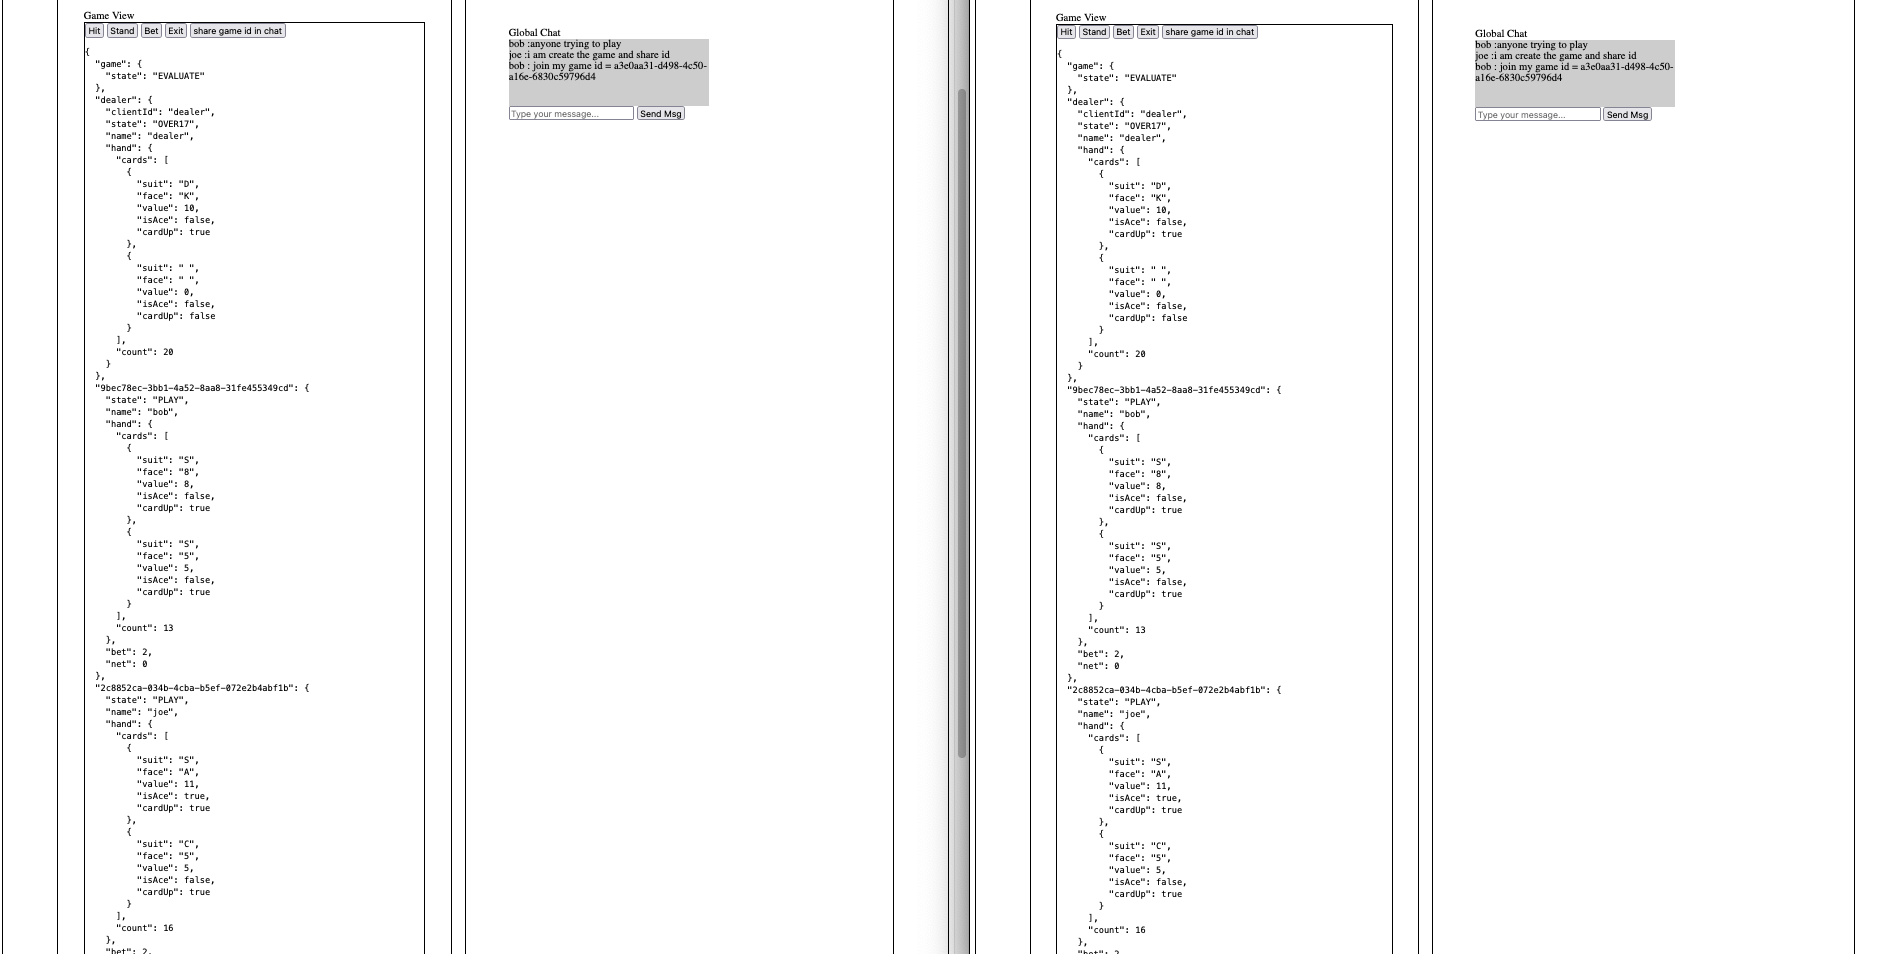 Game View
Hit Stand Bet Exit share game id in chat
{
"game": {
"state": "EVALUATE"
},
"dealer": {
"clientId": "dealer",
"state": "OVER17",
"name": "dealer",
"hand": {
"cards": [
{
"suit": "D",
"face": "K",
"value": 10,
"isAce": false,
"cardUp": true
},
{
"suit": " ",
"face": " ",
"value": 0,
"isAce": false,
"cardUp": false
}
],
"count": 20
}
},
"9bec78ec-3bb1-4a52-8aa8-31fe455349cd": {
"state": "PLAY",
"name": "bob",
"hand": {
"cards": [
{
"suit": "S",
"face": "8",
"value": 8,
"isAce": false,
"cardUp": true
},
{
"suit": "S",
"face": "5",
"value": 5,
"isAce": false,
"cardUp": true
}
],
"count": 13
},
"bet": 2,
"net": 0
},
"2c8852ca-034b-4cba-b5ef-072e2b4abf1b": {
"state": "PLAY",
"name": "joe",
"hand": {
"cards": [
{
"suit": "S",
"face": "A",
"value": 11,
"isAce": true,
"cardUp": true
},
{
"suit": "C",
"face": "5",
"value": 5,
"isAce": false,
"cardUp": true
}
],
"count": 16
},
"bet": 2,
Global Chat
bob :anyone trying to play
joe :i am create the game and share id
bob : join my game id = a3e0aa31-d498-4c50-
a16e-6830c59796d4
Type your message...
Send Msg
Game View
Hit Stand Bet Exit share game id in chat
{
"game": {
"state": "EVALUATE"
},
"dealer": {
"clientId": "dealer",
"state": "OVER17",
"name": "dealer",
"hand": {
"cards": [
{
"suit": "D",
"face": "K",
"value": 10,
"isAce": false,
"cardUp": true
},
{
"suit": " ",
"face": " ",
"value": 0,
"isAce": false,
"cardUp": false
}
],
"count": 20
}
},
"9bec78ec-3bb1-4a52-8aa8-31fe455349cd": {
"state": "PLAY",
"name": "bob",
"hand": {
"cards": [
{
"suit": "S",
"face": "8",
"value": 8,
"isAce": false,
"cardUp": true
},
{
"suit": "S",
"face": "5",
"value": 5,
"isAce": false,
"cardUp": true
}
],
"count": 13
},
"bet": 2,
"net": 0
},
"2c8852ca-034b-4cba-b5ef-072e2b4abf1b": {
"state": "PLAY",
"name": "joe",
"hand": {
"cards": [
{
"suit": "S",
"face": "A",
"value": 11,
"isAce": true,
"cardUp": true
},
{
"suit": "C",
"face": "5",
"value": 5,
"isAce": false,
"cardUp": true
}
],
"count": 16
},
Global Chat
bob :anyone trying to play
joe :i am create the game and share id
bob : join my game id = a3e0aa31-d498-4c50-
a16e-6830c59796d4
Type your message...
Send Msg